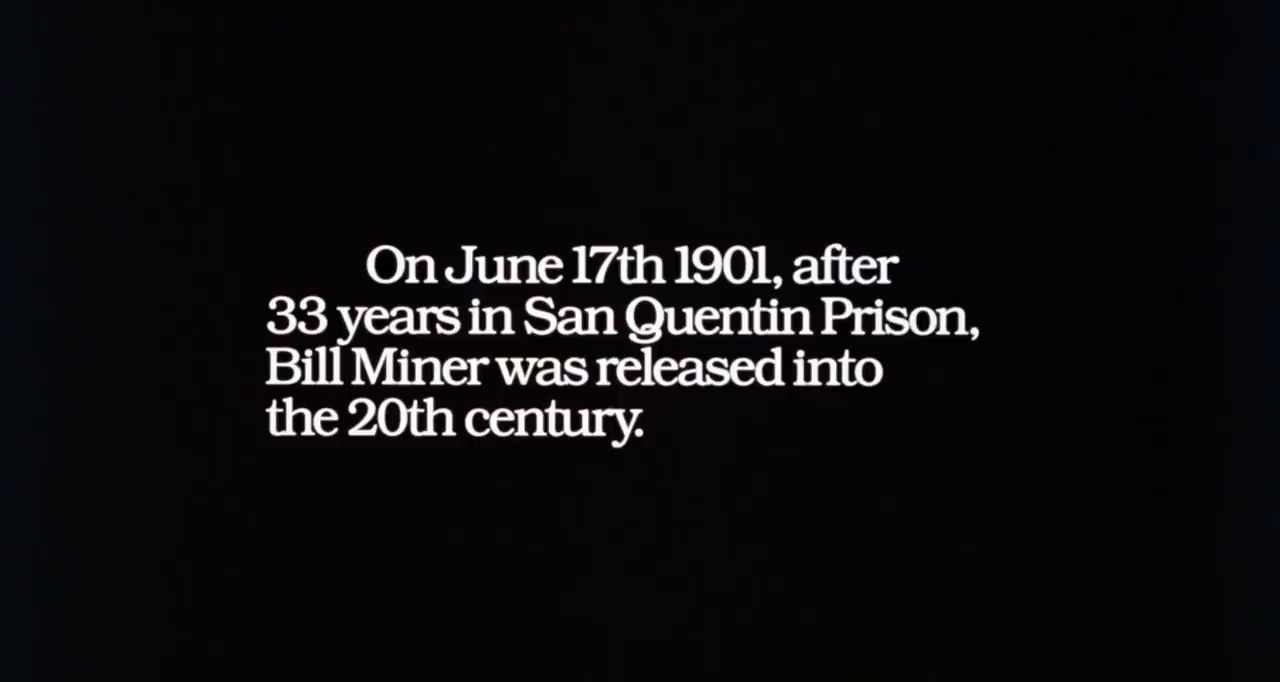 On June 17th 1901, after
33 years in San Quentin Prison,
Bill Miner was released into
the 20th century.